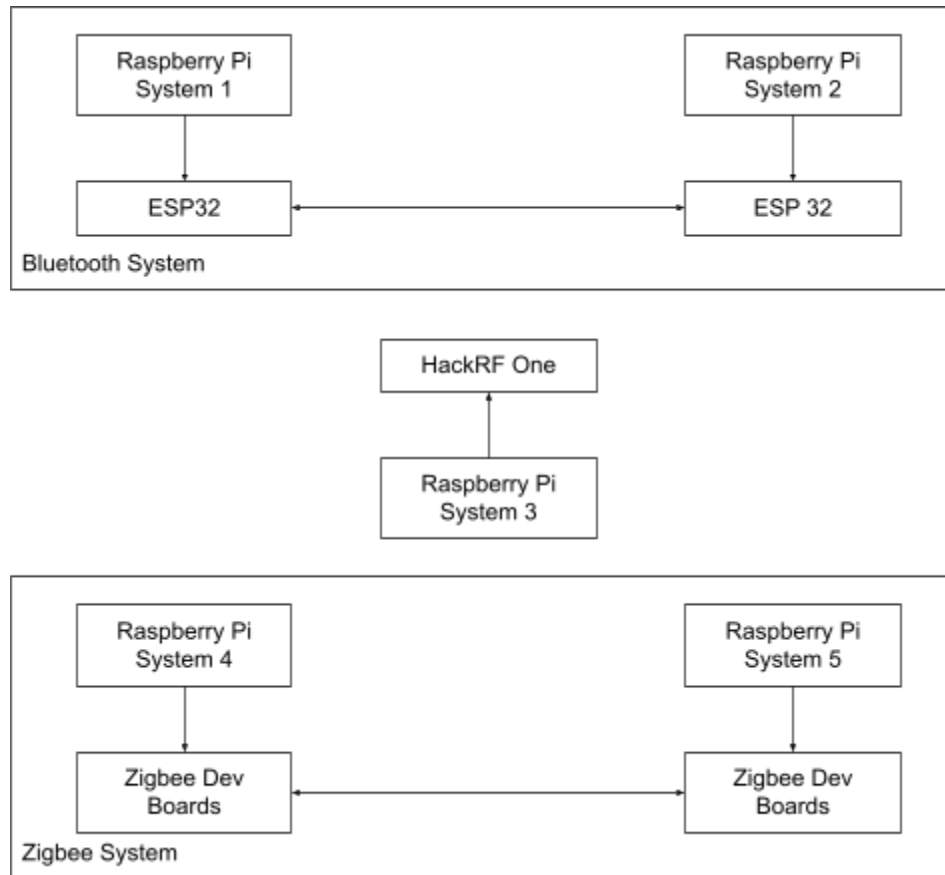 Raspberry Pi
System 1
Raspberry Pi
System 2
ESP32
ESP 32
Bluetooth System
HackRF One
Raspberry Pi
System 3
Raspberry Pi
System 4
Raspberry Pi
System 5
Zigbee Dev
Boards
Zigbee Dev
Boards
Zigbee System